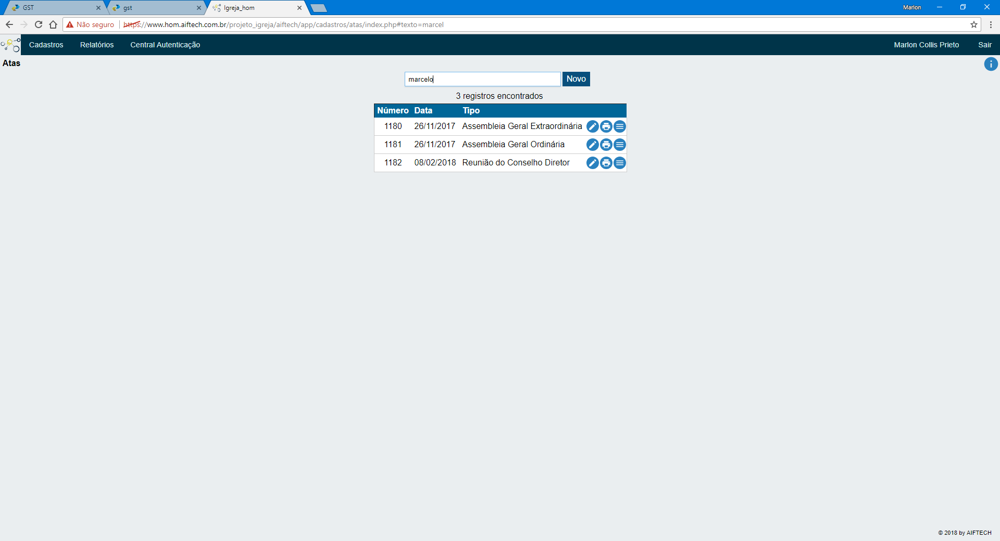 GST
gst
Igreja_hom
Marlon
Não seguro
https://www.hom.aiftech.com.br/projeto_igreja/aiftech/app/cadastros/atas/index.php#texto=marcel
Cadastros Relatórios Central Autenticação Marlon Collis Prieto Sair
Atas
marcelo Novo
3 registros encontrados
Número Data Tipo
1180 26/11/2017 Assembleia Geral Extraordinária
1181 26/11/2017 Assembleia Geral Ordinária
1182 08/02/2018 Reunião do Conselho Diretor
© 2018 by AIFTECH